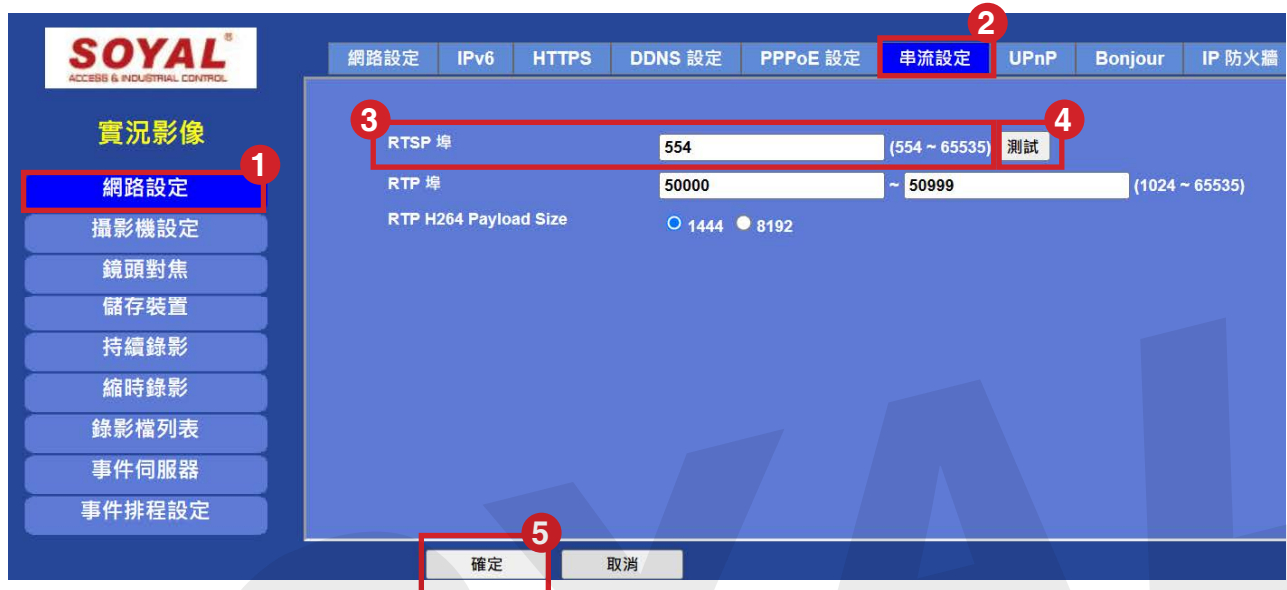 SOYAL®
ACCESS & INDUSTRIAL CONTROL
實況影像
1
網路設定
攝影機設定
鏡頭對焦
儲存裝置
持續錄影
縮時錄影
錄影檔列表
事件伺服器
事件排程設定
2
網路設定 IPv6 HTTPS DDNS 設定 PPPoE 設定 串流設定 UPnP Bonjour IP 防火牆
3 4
RTSP 埠 554 (554 ~ 65535) 測試
RTP 埠 50000 ~ 50999 (1024 ~ 65535)
RTP H264 Payload Size 1444 8192
5
確定 取消